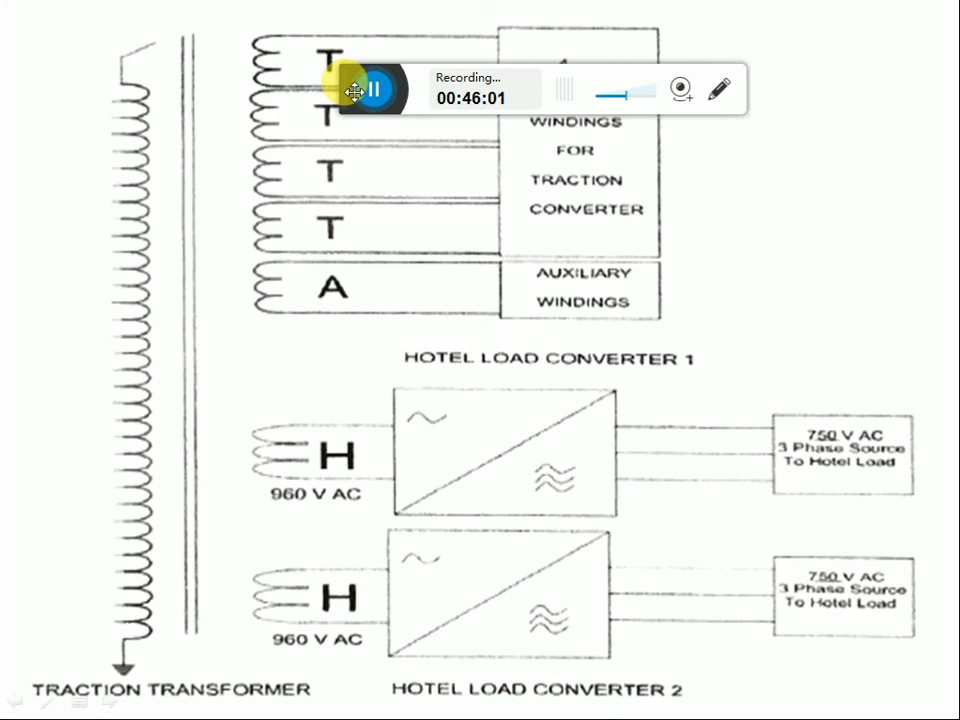 T
Recording...
00:46:01
T
WINDINGS
FOR
T
TRACTION
CONVERTER
T
A
AUXILIARY
WINDINGS
HOTEL LOAD CONVERTER 1
H
960 V AC
750 V AC
3 Phase Source
To Hotel Load
H
960 V AC
750 V AC
3 Phase Source
To Hotel Load
TRACTION TRANSFORMER
HOTEL LOAD CONVERTER 2